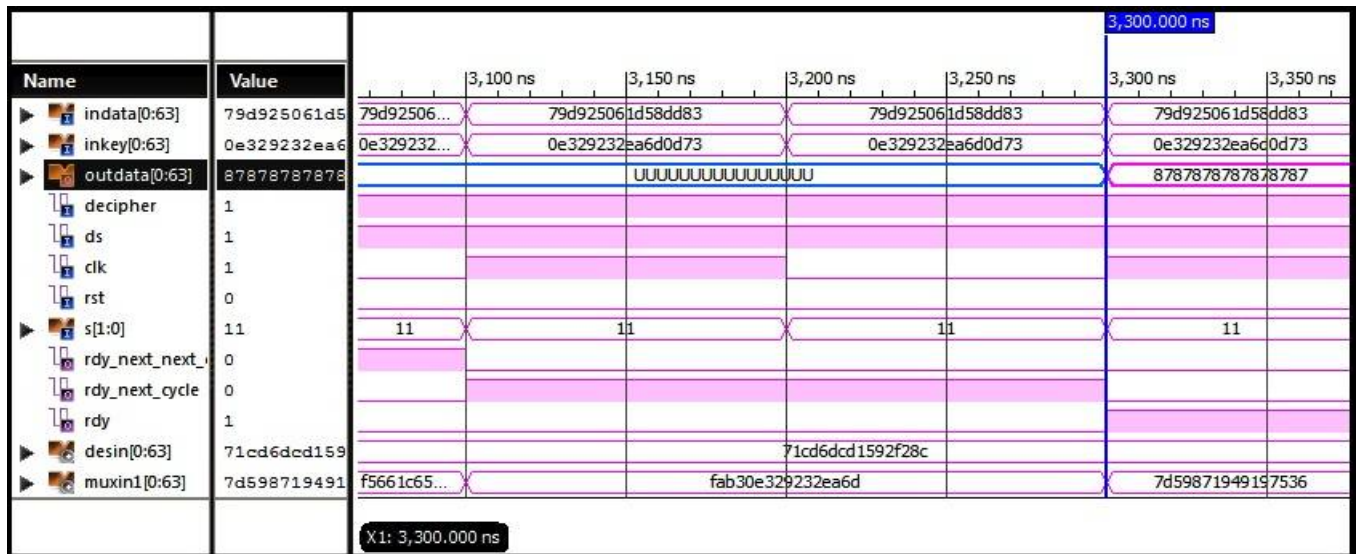 3,300.000 ns
Name Value 3,100 ns 3,150 ns 3,200 ns 3,250 ns 3,300 ns 3,350 ns
indata[0:63] 79d925061d5 79d92506... 79d925061d58dd83 79d925061d58dd83 79d925061d58dd83
inkey[0:63] 0e329232ea6 0e329232... 0e329232ea6d0d73 0e329232ea6d0d73 0e329232ea6d0d73
outdata[0:63] 87878787878 UUUUUUUUUUUUUUUU 8787878787878787
decipher 1
ds 1
clk 1
rst 0
s[1:0] 11 11 11 11 11
rdy_next_next_ 0
rdy_next_cycle 0
rdy 1
desin[0:63] 71cd6dcd159 71cd6dcd1592f28c
muxin1[0:63] 7d598719491 f5661c65... fab30e329232ea6d 7d59871949197536
X1: 3,300.000 ns